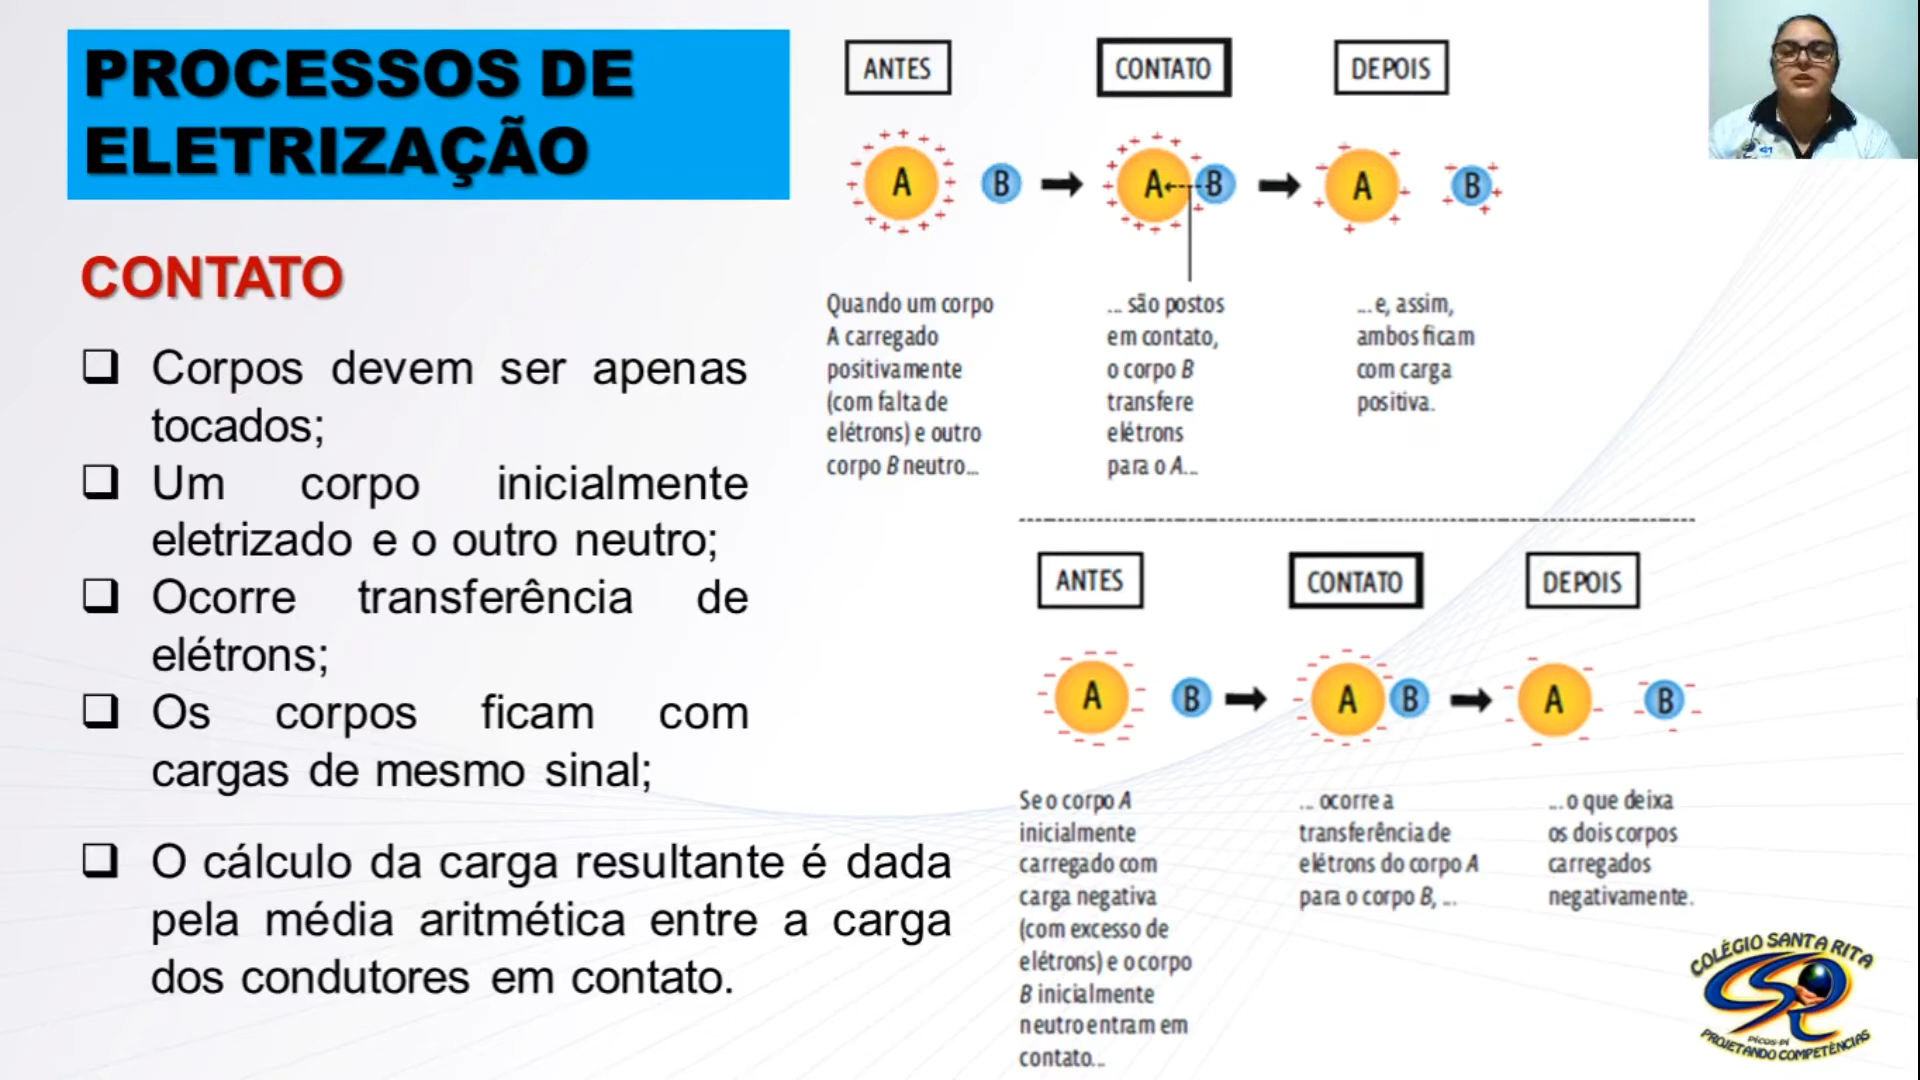 PROCESSOS DE
ELETRIZAÇÃO
CONTATO
❑ Corpos devem ser apenas
tocados;
❑ Um corpo inicialmente
eletrizado e o outro neutro;
❑ Ocorre transferência de
elétrons;
❑ Os corpos ficam com
cargas de mesmo sinal;
❑ O cálculo da carga resultante é dada
pela média aritmética entre a carga
dos condutores em contato.
ANTES
CONTATO
DEPOIS
A
B
A
B
A
B
Quando um corpo
A carregado
positivamente
(com falta de
elétrons) e outro
corpo B neutro...
... são postos
em contato,
o corpo B
transfere
elétrons
para o A...
...e, assim,
ambos ficam
com carga
positiva.
ANTES
CONTATO
DEPOIS
A
B
A
B
A
B
Se o corpo A
inicialmente
carregado com
carga negativa
(com excesso de
elétrons) e o corpo
B inicialmente
neutro entram em
contato...
... ocorre a
transferência de
elétrons do corpo A
para o corpo B, ...
...o que deixa
os dois corpos
carregados
negativamente.
COLÉGIO SANTA RITA
PICOS-PI
PROJETANDO COMPETÊNCIAS